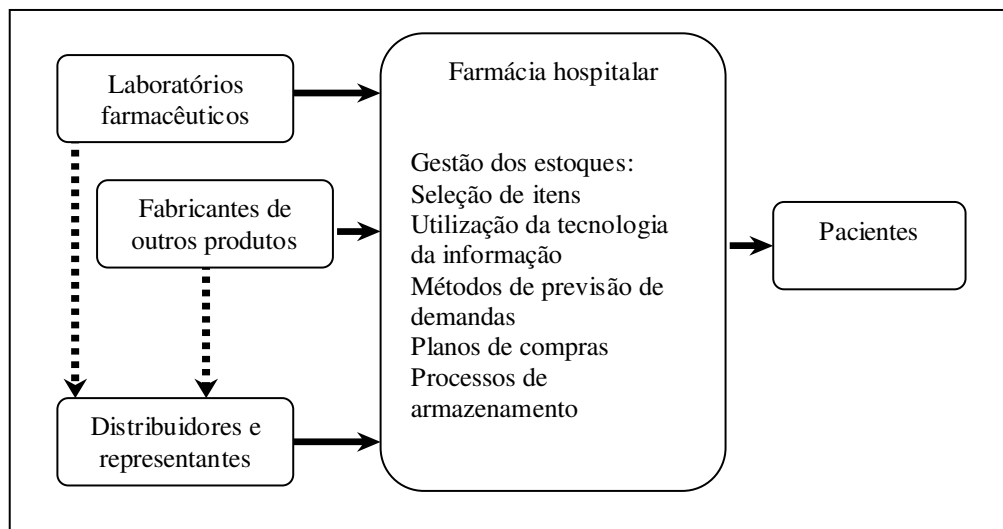 Laboratórios
farmacêuticos
Fabricantes de
outros produtos
Distribuidores e
representantes
Farmácia hospitalar
Gestão dos estoques:
Seleção de itens
Utilização da tecnologia
da informação
Métodos de previsão de
demandas
Planos de compras
Processos de
armazenamento
Pacientes